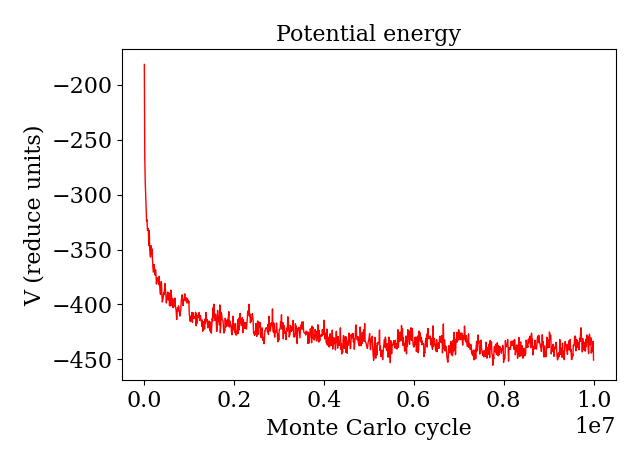 Potential energy
V (reduce units)
−200
−250
−300
−350
−400
−450
0.0 0.2 0.4 0.6 0.8 1.0
1e7
Monte Carlo cycle